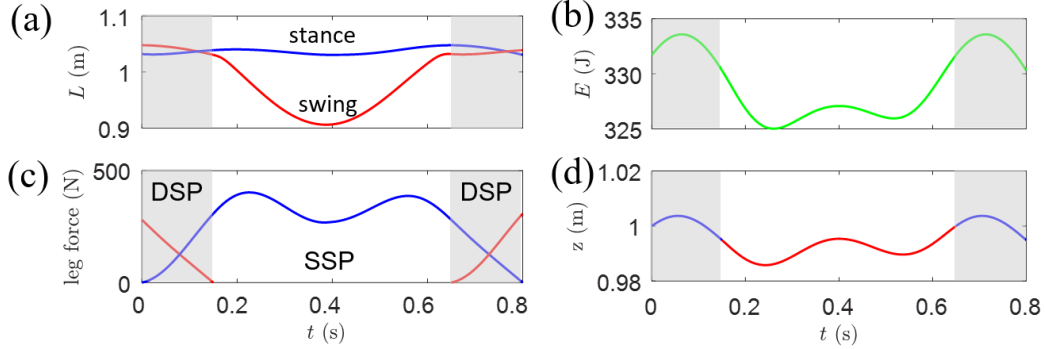 (a)
1.1
1
0.9
L (m)
stance
swing
(b)
335
330
325
E (J)
(c)
500
0
leg force (N)
DSP
SSP
DSP
0 0.2 0.4 0.6 0.8
t (s)
(d)
1.02
1
0.98
z (m)
0 0.2 0.4 0.6 0.8
t (s)